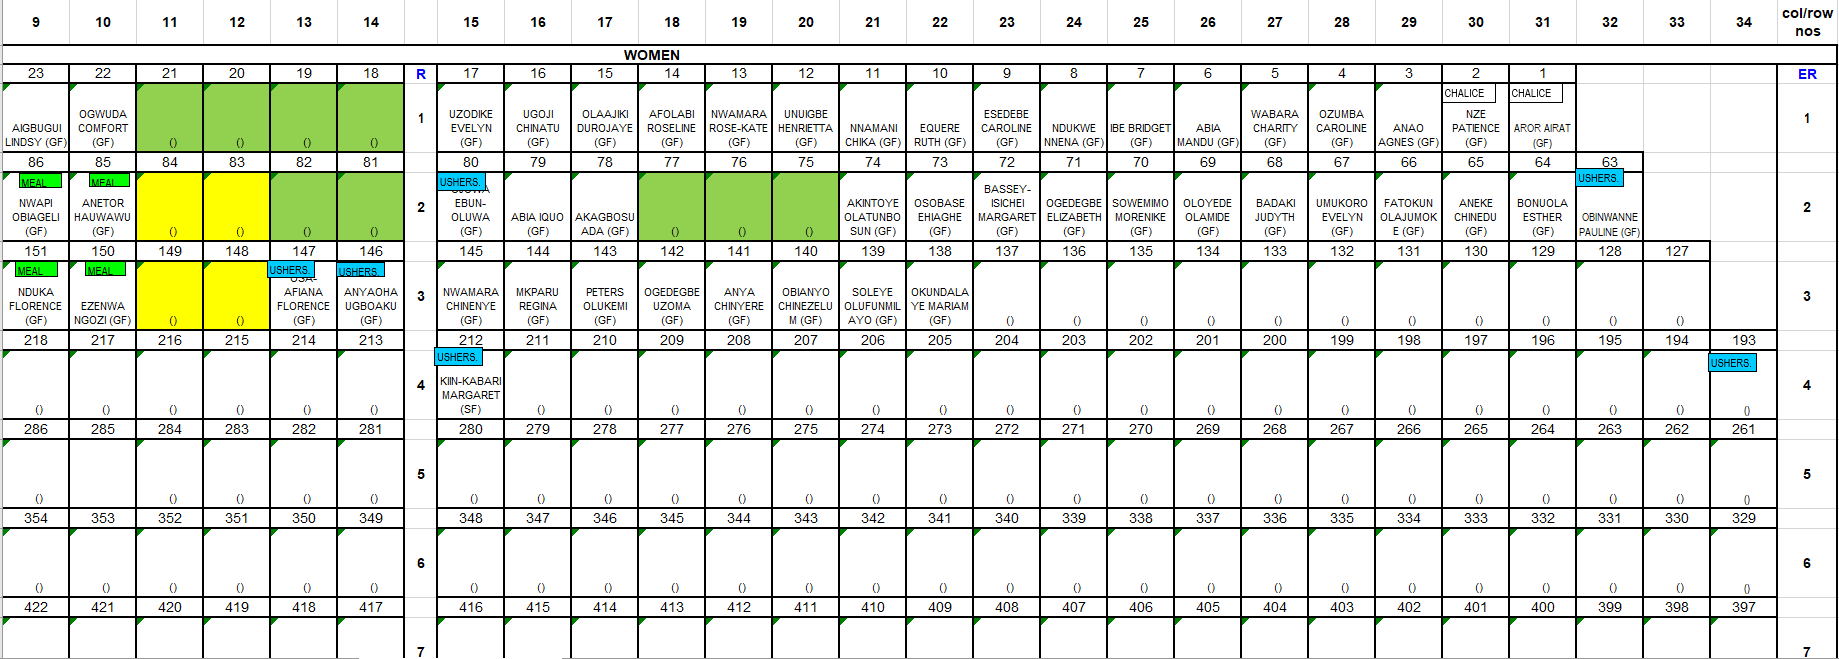 9 10 11 12 13 14 15 16 17 18 19 20 21 22 23 24 25 26 27 28 29 30 31 32 33 34 col/row nos
WOMEN
23 22 21 20 19 18 R 17 16 15 14 13 12 11 10 9 8 7 6 5 4 3 2 1 ER
CHALICE CHALICE
AIGBUGUI LINDSY (GF) OGWUDA COMFORT (GF) () () () () 1 UZODIKE EVELYN (GF) UGOJI CHINATU (GF) OLAAJIKI DUROJAYE (GF) AFOLABI ROSELINE (GF) NWAMARA ROSE-KATE (GF) UNUIGBE HENRIETTA (GF) NNAMANI CHIKA (GF) EQUERE RUTH (GF) ESEDEBE CAROLINE (GF) NDUKWE NNENA (GF) IBE BRIDGET (GF) ABIA MANDU (GF) WABARA CHARITY (GF) OZUMBA CAROLINE (GF) ANAO AGNES (GF) NZE PATIENCE (GF) AROR AIRAT (GF) 1
86 85 84 83 82 81 80 79 78 77 76 75 74 73 72 71 70 69 68 67 66 65 64 63
MEAL MEAL USHERS. USHERS.
NWAPI OBIAGELI (GF) ANETOR HAUWAWU (GF) () () () () 2 EBUN-OLUWA (GF) ABIA IQUO (GF) AKAGBOSU ADA (GF) () () () AKINTOYE OLATUNBO SUN (GF) OSOBASE EHIAGHE (GF) BASSEY-ISICHEI MARGARET (GF) OGEDEGBE ELIZABETH (GF) SOWEMIMO MORENIKE (GF) OLOYEDE OLAMIDE (GF) BADAKI JUDYTH (GF) UMUKORO EVELYN (GF) FATOKUN OLAJUMOK E (GF) ANEKE CHINEDU (GF) BONUOLA ESTHER (GF) OBINWANNE PAULINE (GF) 2
151 150 149 148 147 146 145 144 143 142 141 140 139 138 137 136 135 134 133 132 131 130 129 128 127
MEAL MEAL USHERS. USHERS.
NDUKA FLORENCE (GF) EZENWA NGOZI (GF) () () AFIANA FLORENCE (GF) ANYAOHA UGBOAKU (GF) 3 NWAMARA CHINENYE (GF) MKPARU REGINA (GF) PETERS OLUKEMI (GF) OGEDEGBE UZOMA (GF) ANYA CHINYERE (GF) OBIANYO CHINEZELU M (GF) SOLEYE OLUFUNMIL AYO (GF) OKUNDALA YE MARIAM (GF) () () () () () () () () () () () 3
218 217 216 215 214 213 212 211 210 209 208 207 206 205 204 203 202 201 200 199 198 197 196 195 194 193
USHERS. USHERS.
() () () () () () 4 KIIN-KABARI MARGARET (SF) () () () () () () () () () () () () () () () () () () () 4
286 285 284 283 282 281 280 279 278 277 276 275 274 273 272 271 270 269 268 267 266 265 264 263 262 261
() () () () () () 5 () () () () () () () () () () () () () () () () () () () () 5
354 353 352 351 350 349 348 347 346 345 344 343 342 341 340 339 338 337 336 335 334 333 332 331 330 329
() () () () () () 6 () () () () () () () () () () () () () () () () () () () () 6
422 421 420 419 418 417 416 415 414 413 412 411 410 409 408 407 406 405 404 403 402 401 400 399 398 397
7 7